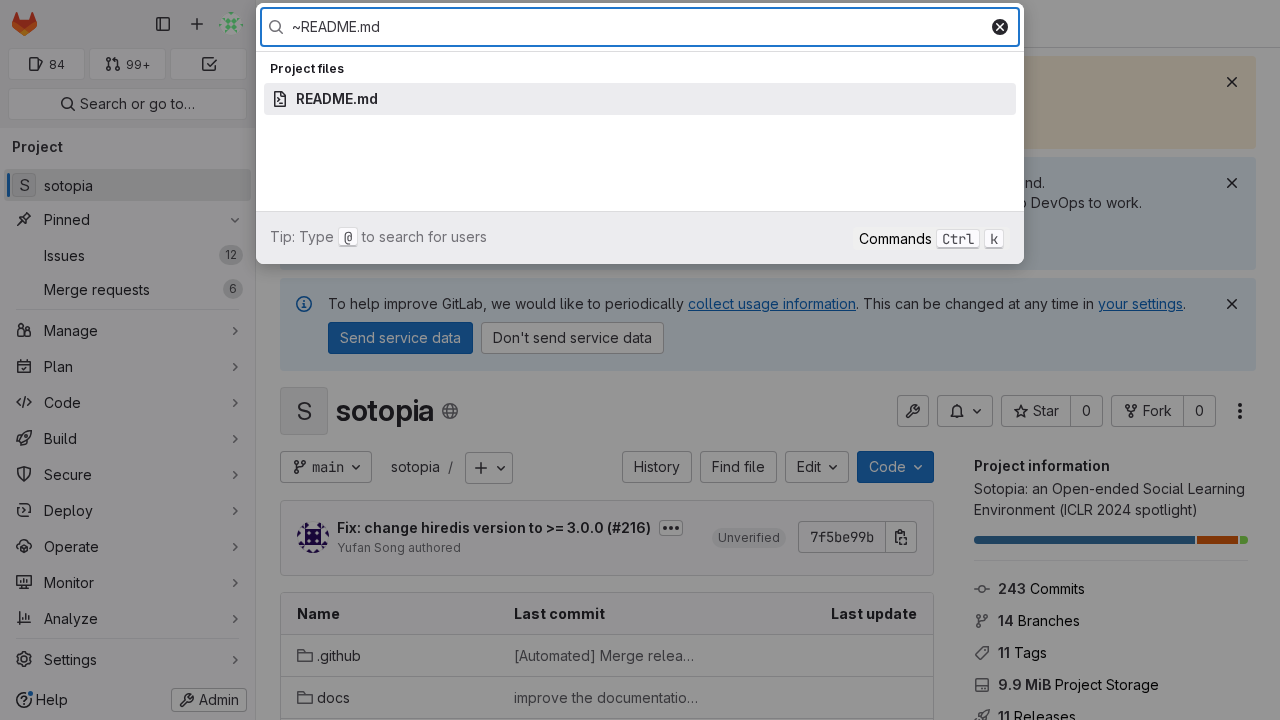 ~README.md
84
99+
Search or go to…
Project files
README.md
Tip: Type @ to search for users
Commands Ctrl k
Project
S sotopia
Pinned
Issues 12
Merge requests 6
Manage
Plan
Code
Build
Secure
Deploy
Operate
Monitor
Analyze
Settings
Help
Admin
nd.
o DevOps to work.
To help improve GitLab, we would like to periodically collect usage information. This can be changed at any time in your settings.
Send service data
Don't send service data
S sotopia
Star 0
Fork 0
main
sotopia /
History
Find file
Edit
Code
Fix: change hiredis version to >= 3.0.0 (#216)
Yufan Song authored
Unverified
7f5be99b
Name Last commit Last update
.github [Automated] Merge relea…
docs improve the documentatio…
Project information
Sotopia: an Open-ended Social Learning
Environment (ICLR 2024 spotlight)
243 Commits
14 Branches
11 Tags
9.9 MiB Project Storage
11 Releases